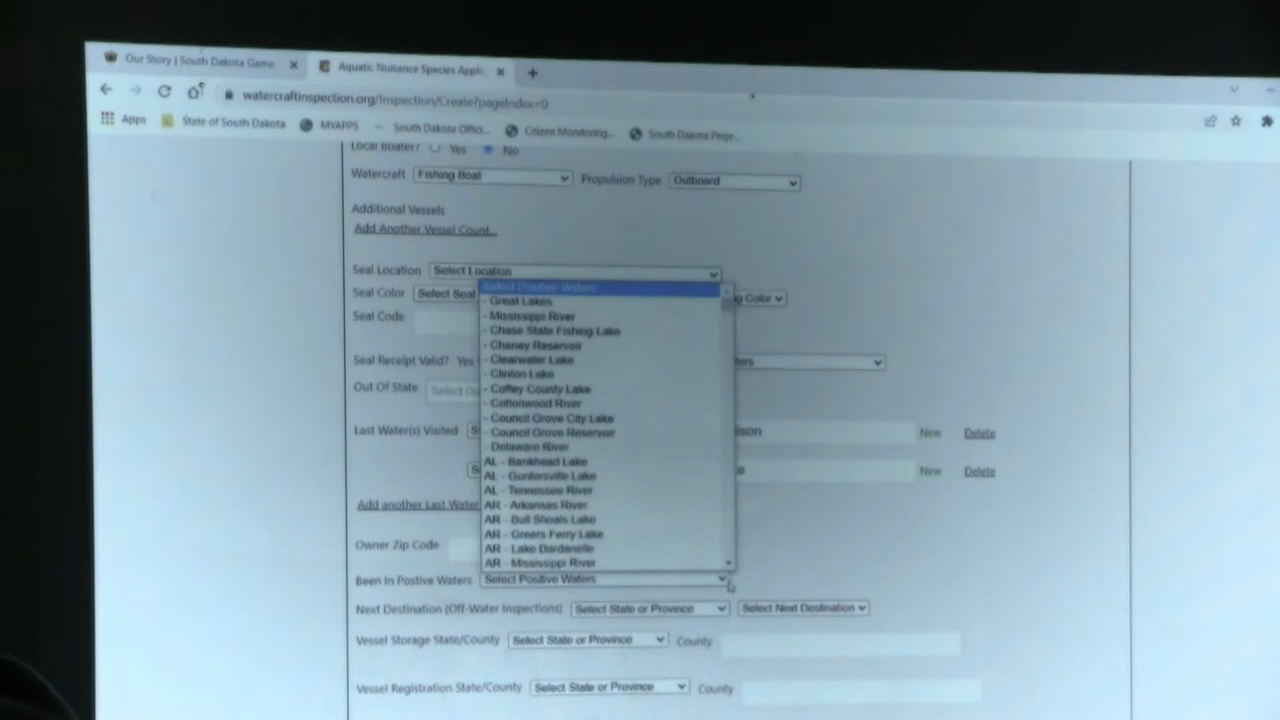 Our Story | South Dakota Game
Aquatic Nuitance Species Appli
watercraftinspection.org/Inspection/Create?pageIndex=0
Apps State of South Dakota MYAPPS South Dakota Offici... Citizen Monitoring... South Dakota Proje...
Local Boater? Yes No
Watercraft Fishing Boat Propulsion Type Outboard
Additional Vessels
Add Another Vessel Count...
Seal Location Select Location
Select Positive Waters
Seal Color Select Seal g Color
- Great Lakes
Seal Code
- Mississippi River
- Chase State Fishing Lake
- Cheney Reservoir
Seal Receipt Valid? Yes
- Clearwater Lake
- Clinton Lake
Out Of State
- Coffey County Lake
- Cottonwood River
- Council Grove City Lake
Last Water(s) Visited
- Council Grove Reservoir
New Delete
- Delaware River
AL - Bankhead Lake
New Delete
AL - Guntersville Lake
AL - Tennessee River
Add another Last Water
AR - Arkansas River
AR - Bull Shoals Lake
AR - Greers Ferry Lake
Owner Zip Code
AR - Lake Dardanelle
AR - Mississippi River
Been In Postive Waters Select Positive Waters
Next Destination (Off-Water Inspections) Select State or Province Select Next Destination
Vessel Storage State/County Select State or Province County
Vessel Registration State/County Select State or Province County